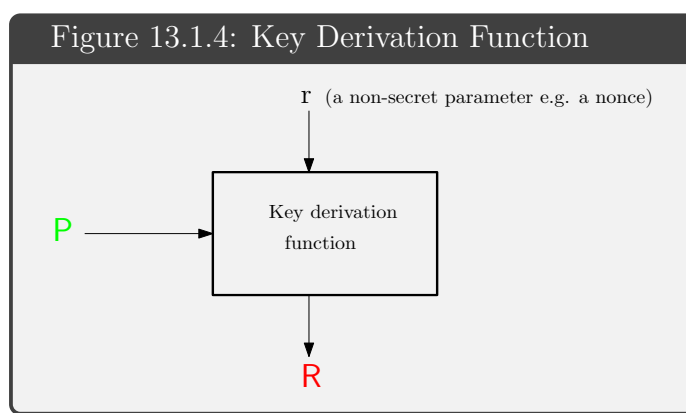 Figure 13.1.4: Key Derivation Function
r (a non-secret parameter e.g. a nonce)
Key derivation
function
P
R